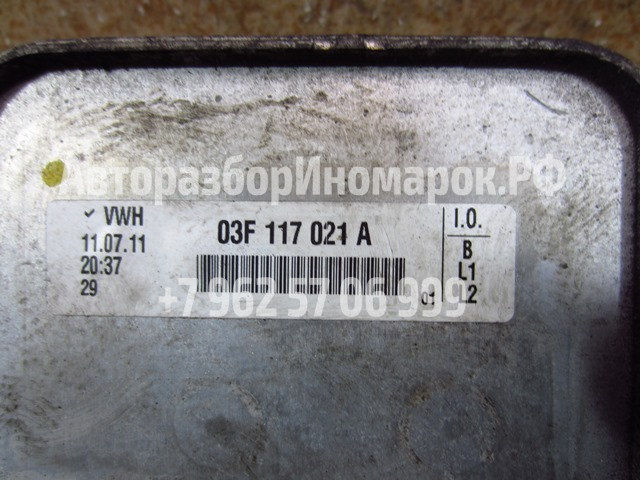 АвторазборИномарок.РФ
VWH
11.07.11
20:37
29
03F 117 021 A
01
I.O.
B
L1
L2
+7 962 57 06 999